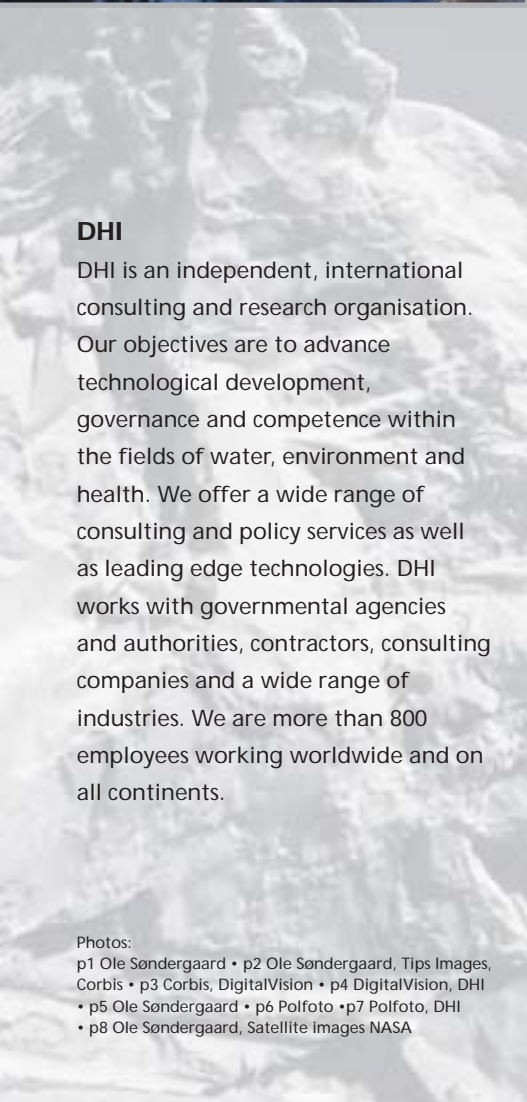 DHI
DHI is an independent, international
consulting and research organisation.
Our objectives are to advance
technological development,
governance and competence within
the fields of water, environment and
health. We offer a wide range of
consulting and policy services as well
as leading edge technologies. DHI
works with governmental agencies
and authorities, contractors, consulting
companies and a wide range of
industries. We are more than 800
employees working worldwide and on
all continents.
Photos:
p1 Ole Søndergaard • p2 Ole Søndergaard, Tips Images,
Corbis • p3 Corbis, DigitalVision • p4 DigitalVision, DHI
• p5 Ole Søndergaard • p6 Polfoto •p7 Polfoto, DHI
• p8 Ole Søndergaard, Satellite images NASA